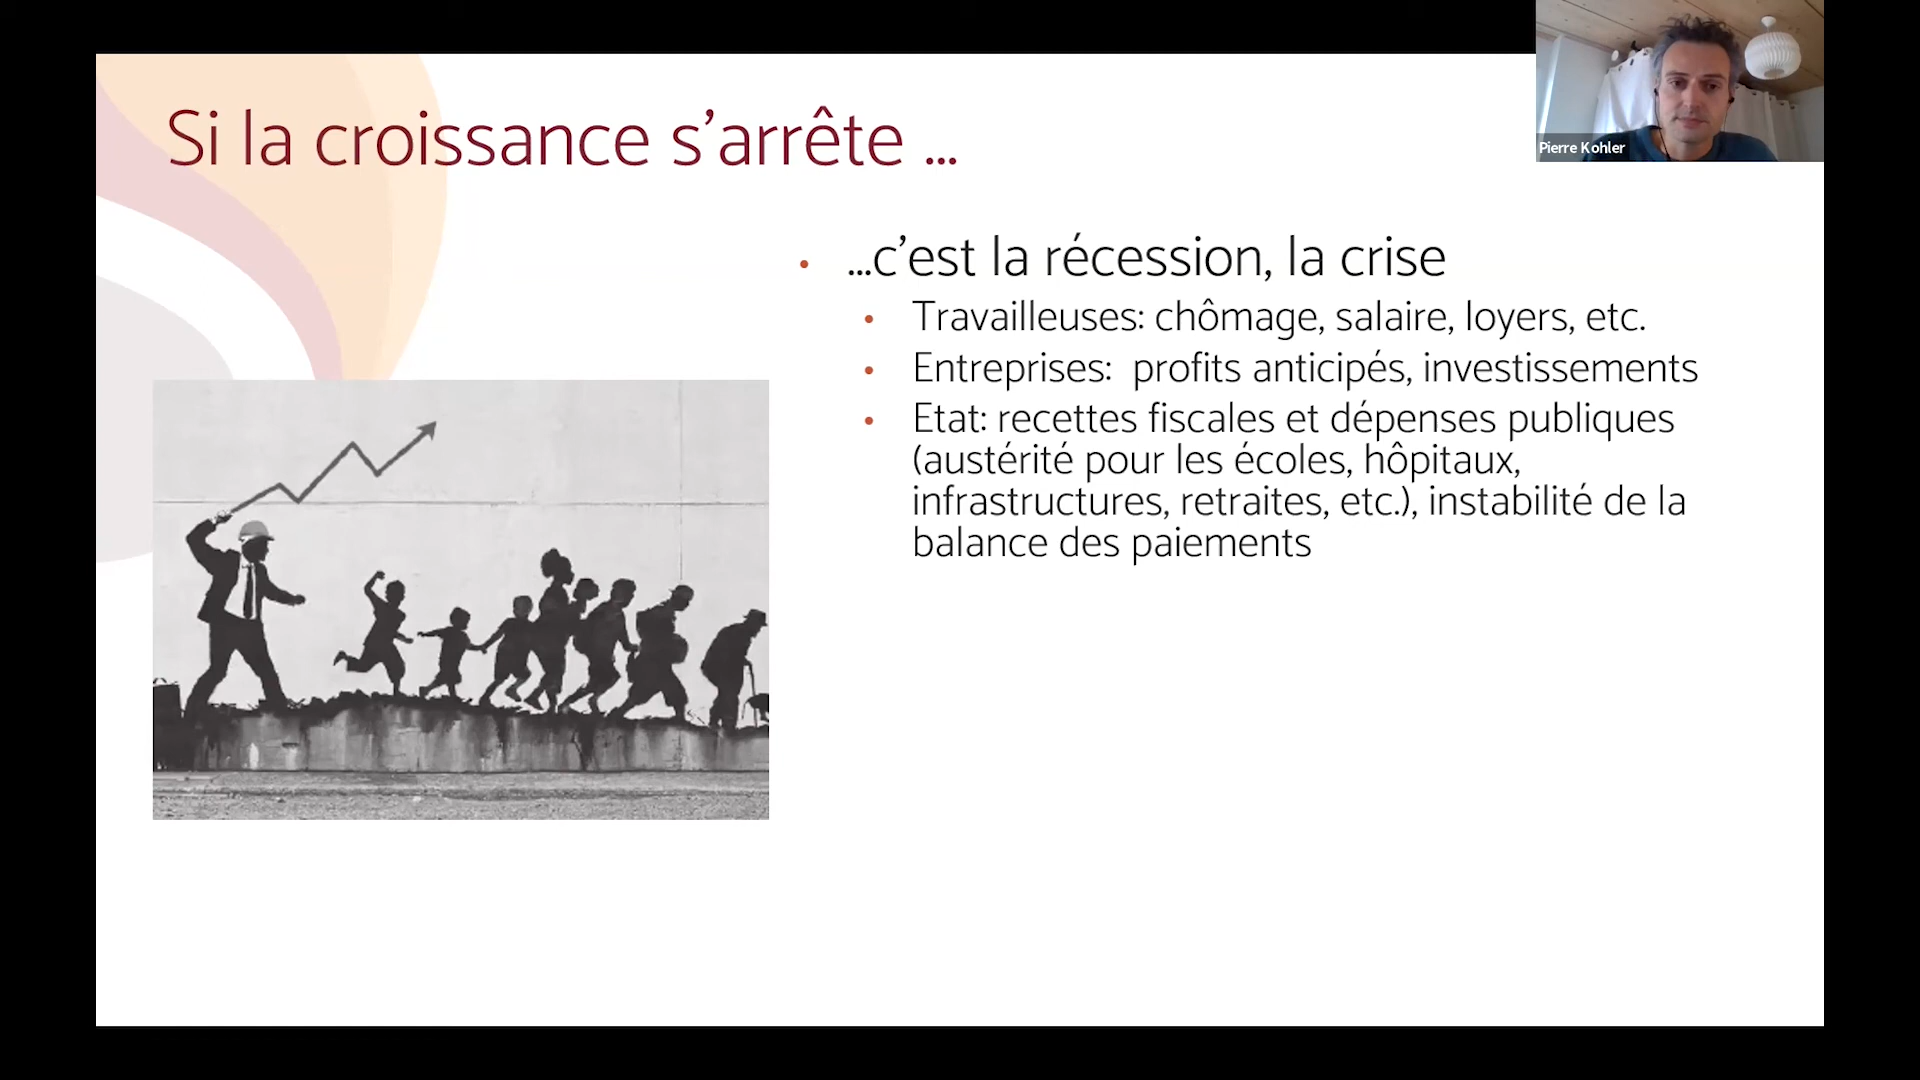 Si la croissance s'arrête ...
Pierre Kohler
• ...c'est la récession, la crise
• Travailleuses: chômage, salaire, loyers, etc.
• Entreprises:  profits anticipés, investissements
• Etat: recettes fiscales et dépenses publiques
(austérité pour les écoles, hôpitaux,
infrastructures, retraites, etc.), instabilité de la
balance des paiements